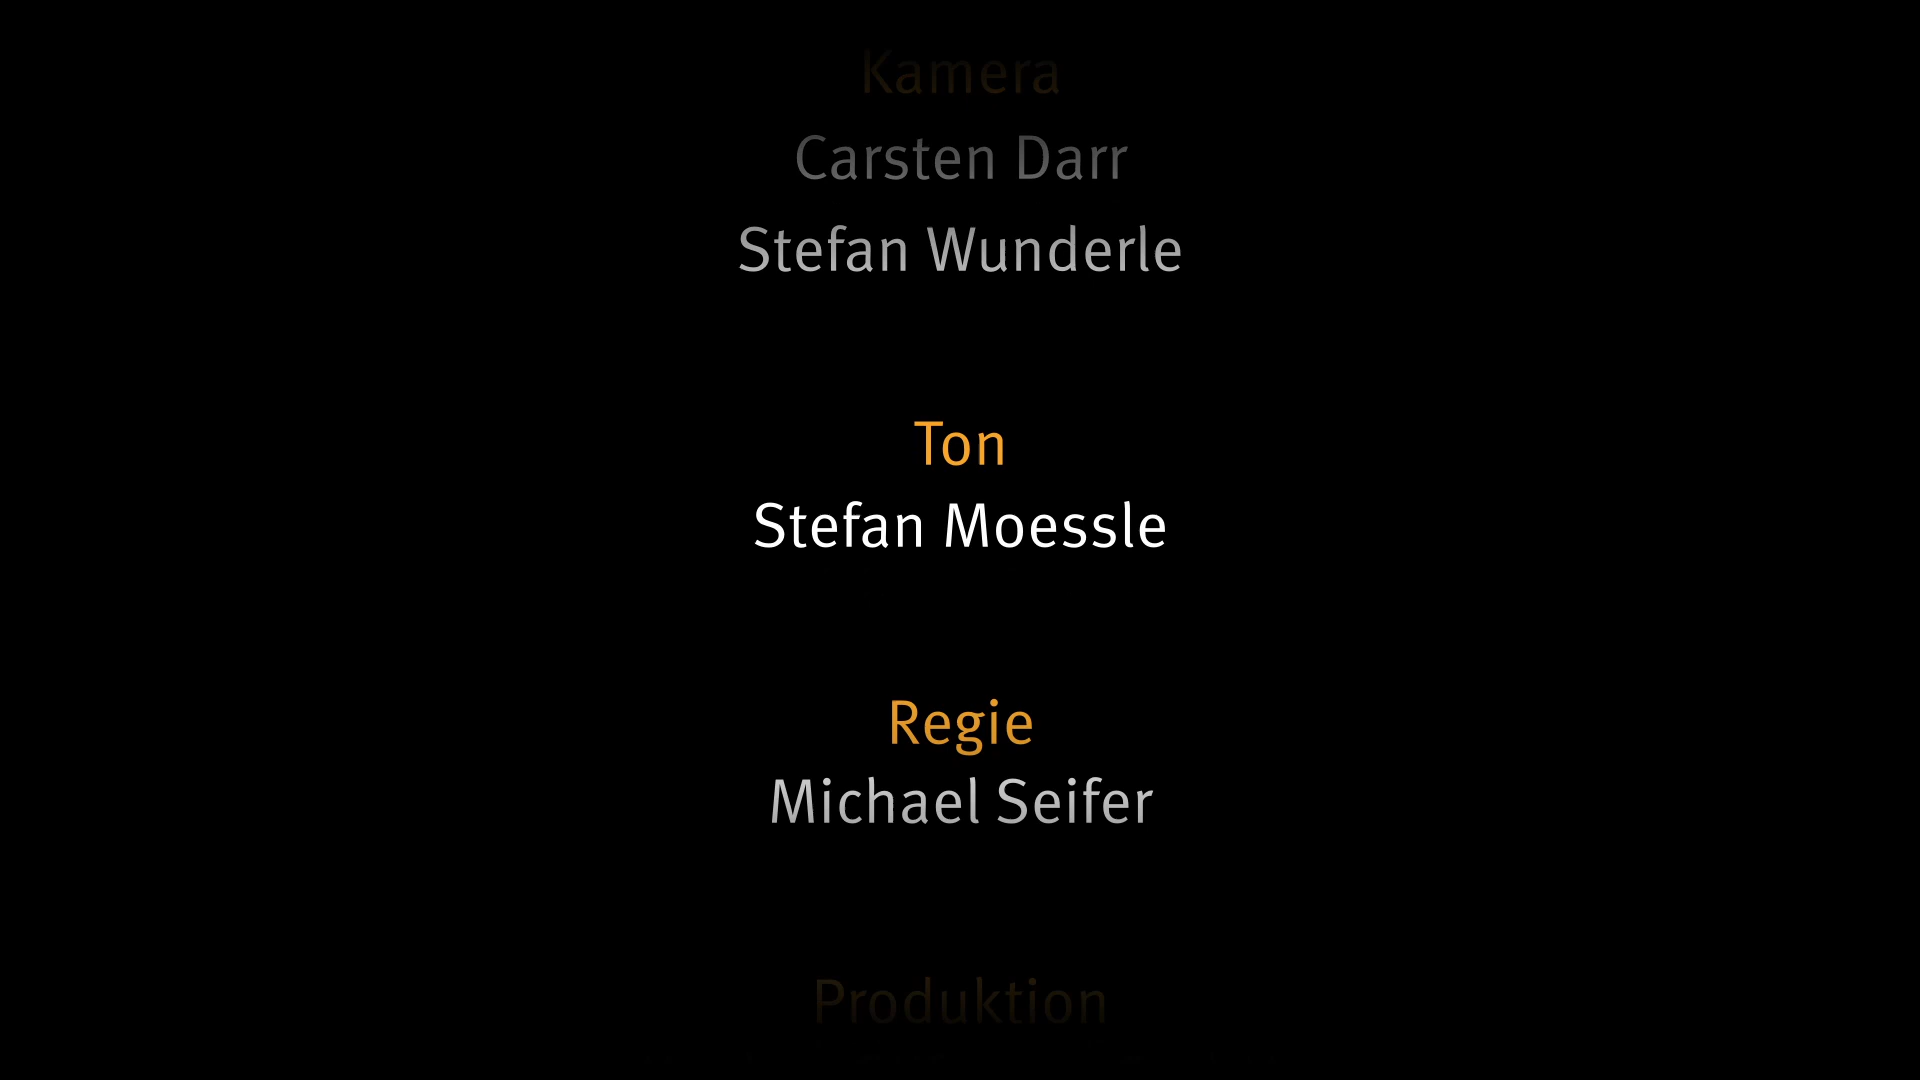 Kamera
Carsten Darr
Stefan Wunderle
Ton
Stefan Moessle
Regie
Michael Seifer
Produktion